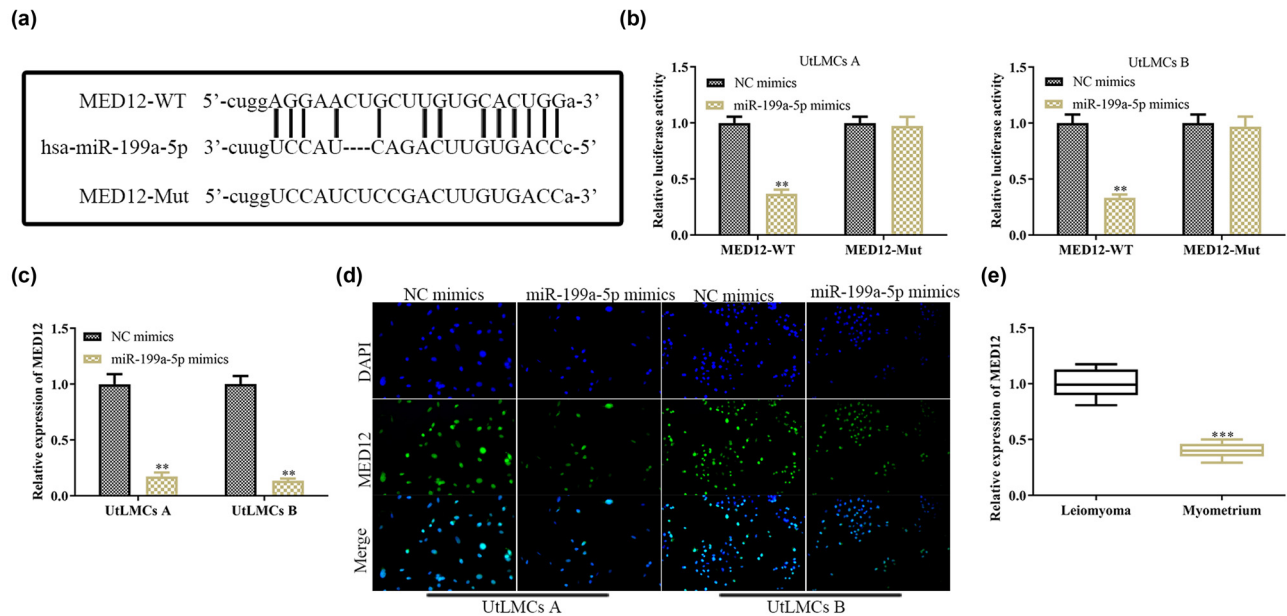 (a)
MED12-WT 5’-cuggAGGAACUGCUUGUGCACUGGa-3’
hsa-miR-199a-5p 3’-cuugUCCAU----CAGACUUGUGACCc-5’
MED12-Mut 5’-cuggUCCAUCUCCGACUUGUGACCa-3’
(b)
UtLMCs A
NC mimics
miR-199a-5p mimics
Relative luciferase activity
1.5
1.0
0.5
0.0
**
MED12-WT MED12-Mut
UtLMCs B
NC mimics
miR-199a-5p mimics
Relative luciferase activity
1.5
1.0
0.5
0.0
**
MED12-WT MED12-Mut
(c)
NC mimics
miR-199a-5p mimics
Relative expression of MED12
1.5
1.0
0.5
0.0
** **
UtLMCs A UtLMCs B
(d)
NC mimics miR-199a-5p mimics NC mimics miR-199a-5p mimics
DAPI
MED12
Merge
UtLMCs A UtLMCs B
(e)
Relative expression of MED12
1.5
1.0
0.5
0.0
***
Leiomyoma Myometrium